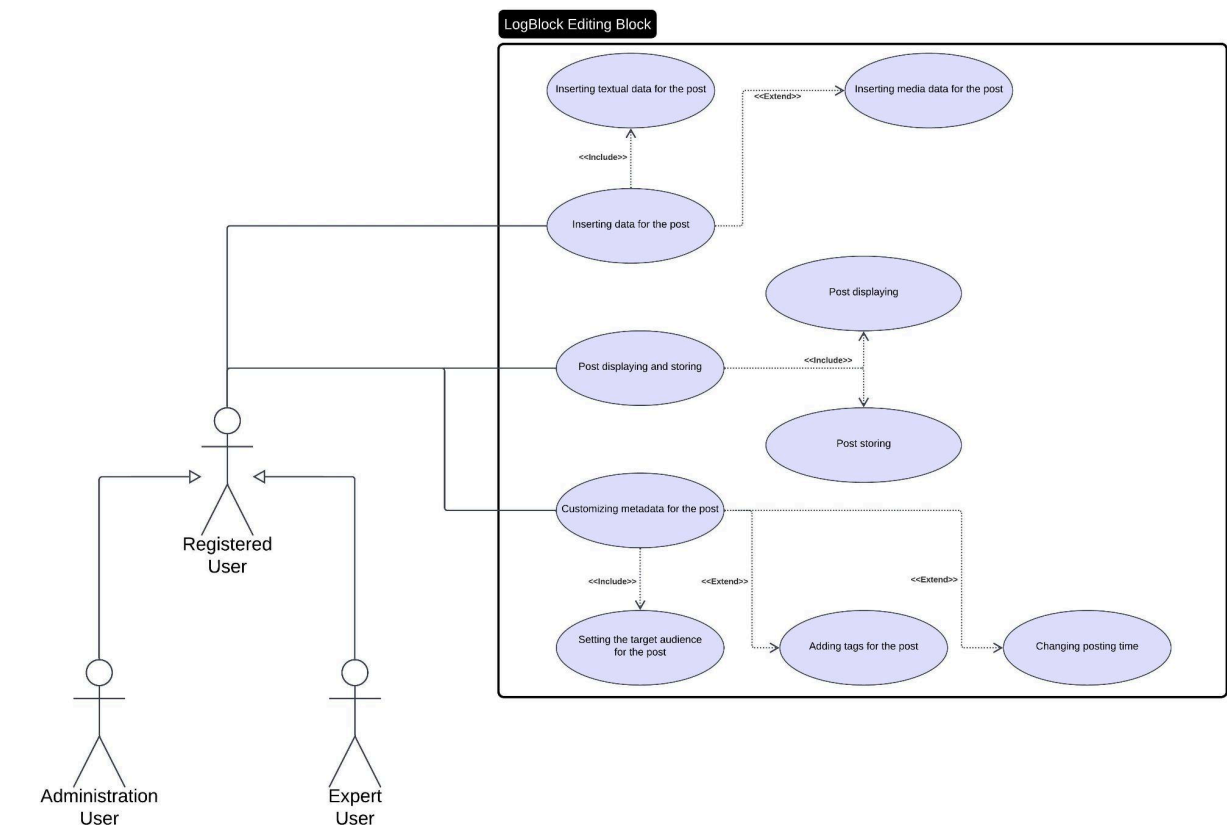 LogBlock Editing Block
Inserting textual data for the post
<<Extend>>
Inserting media data for the post
<<Include>>
Inserting data for the post
Post displaying
Post displaying and storing
<<Include>>
Post storing
Customizing metadata for the post
Registered
User
<<Include>>
<<Extend>>
<<Extend>>
Setting the target audience
for the post
Adding tags for the post
Changing posting time
Administration
User
Expert
User